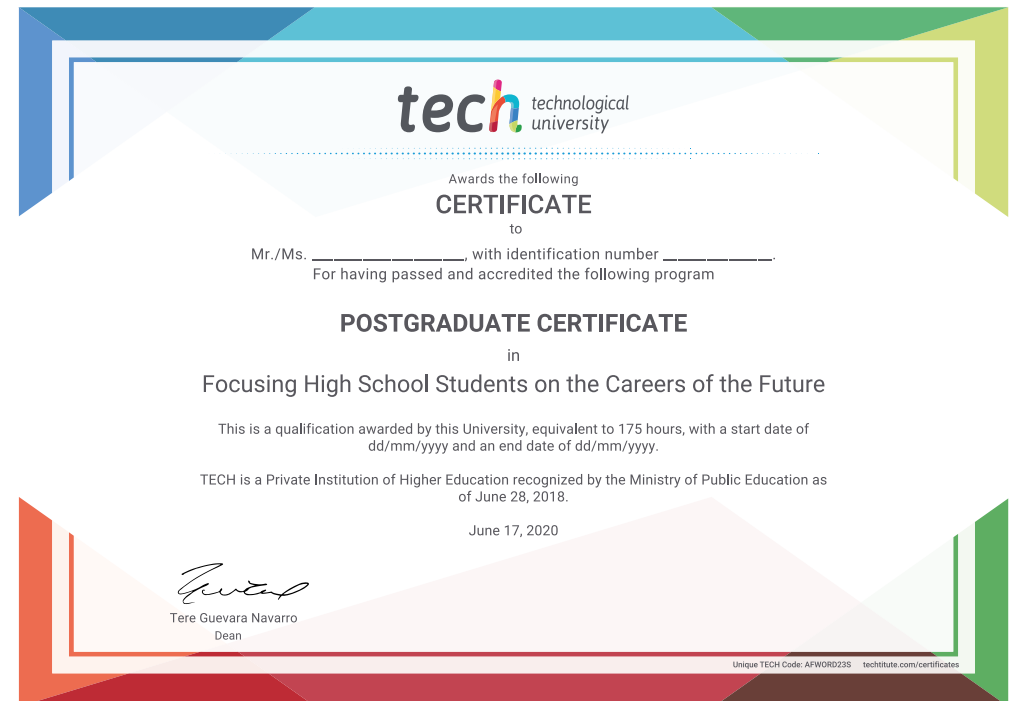 tech technological
university
Awards the following
CERTIFICATE
to
Mr./Ms. __________________, with identification number _____________.
For having passed and accredited the following program
POSTGRADUATE CERTIFICATE
in
Focusing High School Students on the Careers of the Future
This is a qualification awarded by this University, equivalent to 175 hours, with a start date of
dd/mm/yyyy and an end date of dd/mm/yyyy.
TECH is a Private Institution of Higher Education recognized by the Ministry of Public Education as
of June 28, 2018.
June 17, 2020
Tere Guevara Navarro
Dean
Unique TECH Code: AFWORD23S techtitute.com/certificates